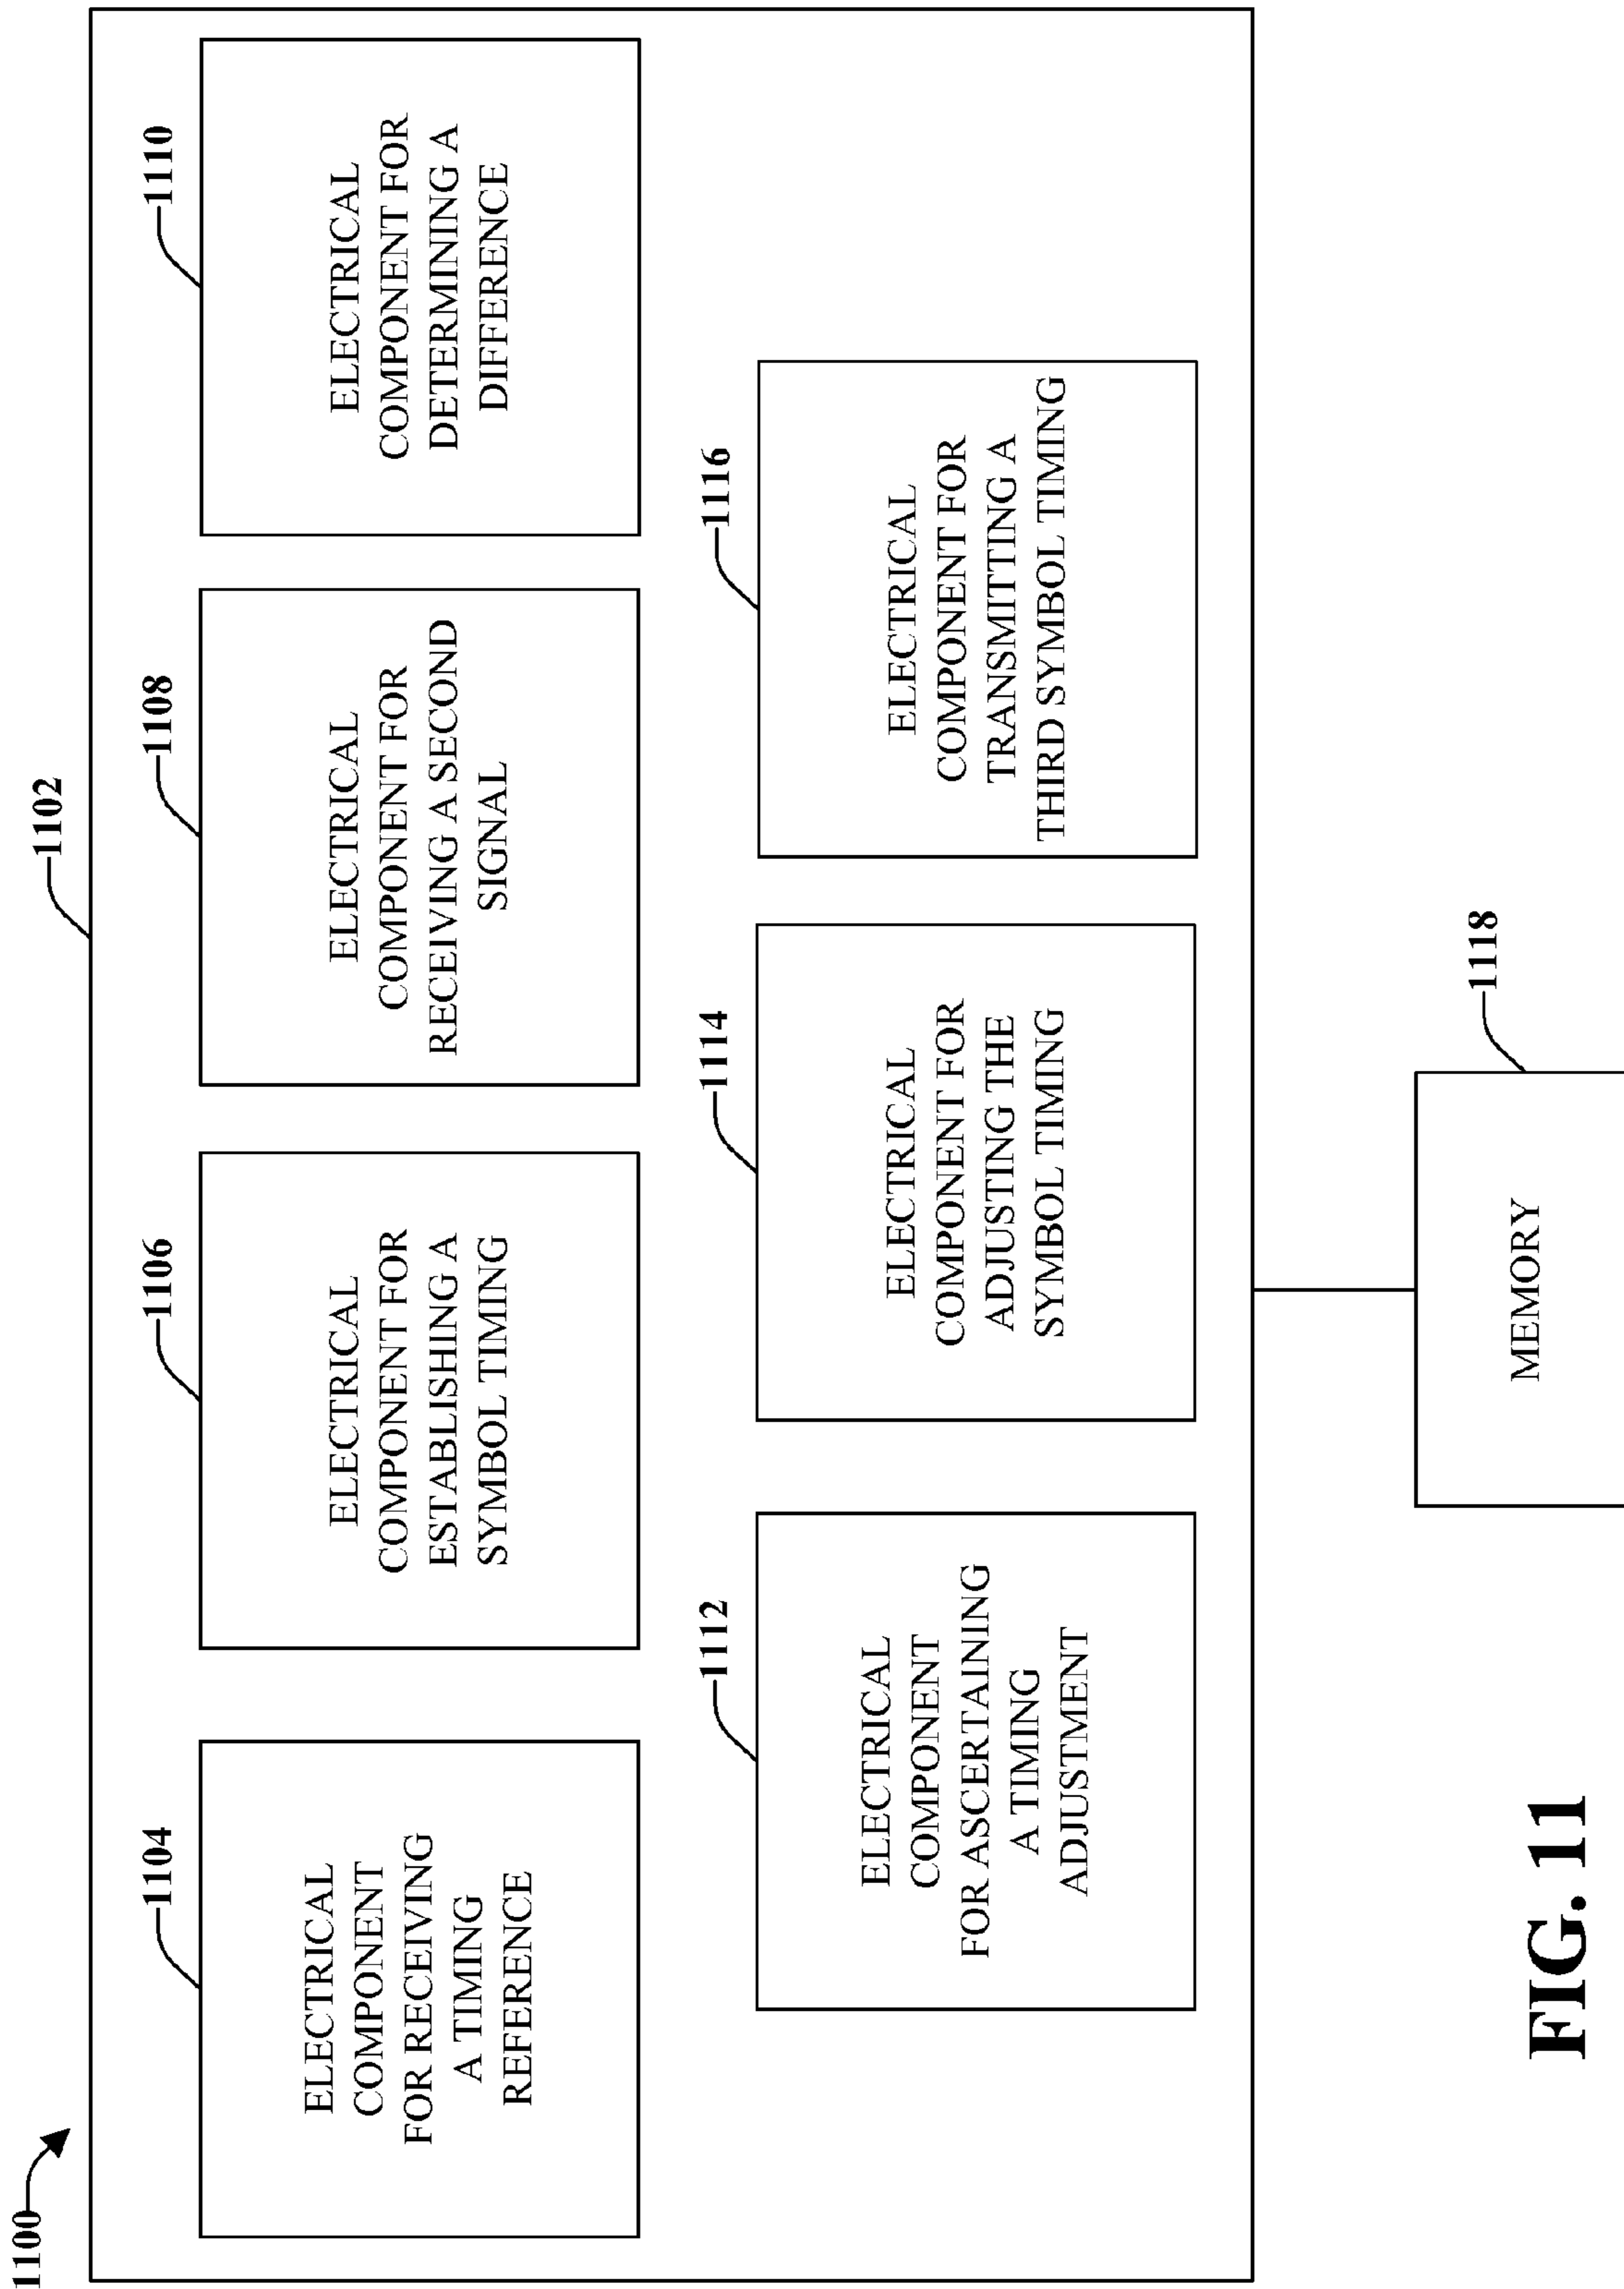 1100
1102
1104
ELECTRICAL
COMPONENT
FOR RECEIVING
A TIMING
REFERENCE
1106
ELECTRICAL
COMPONENT FOR
ESTABLISHING A
SYMBOL TIMING
1108
ELECTRICAL
COMPONENT FOR
RECEIVING A SECOND
SIGNAL
1110
ELECTRICAL
COMPONENT FOR
DETERMINING A
DIFFERENCE
1112
ELECTRICAL
COMPONENT
FOR ASCERTAINING
A TIMING
ADJUSTMENT
1114
ELECTRICAL
COMPONENT FOR
ADJUSTING THE
SYMBOL TIMING
1116
ELECTRICAL
COMPONENT FOR
TRANSMITTING A
THIRD SYMBOL TIMING
1118
MEMORY
FIG. 11